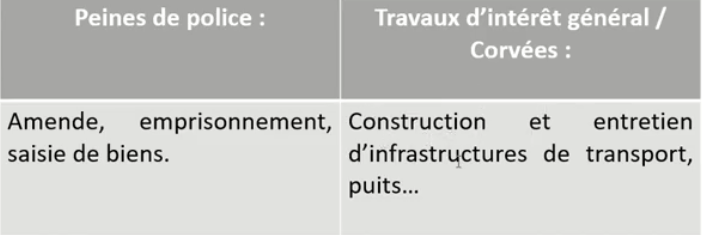 Peines de police :
Travaux d’intérêt général /
Corvées :
Amende, emprisonnement,
saisie de biens.
Construction et entretien
d’infrastructures de transport,
puits…